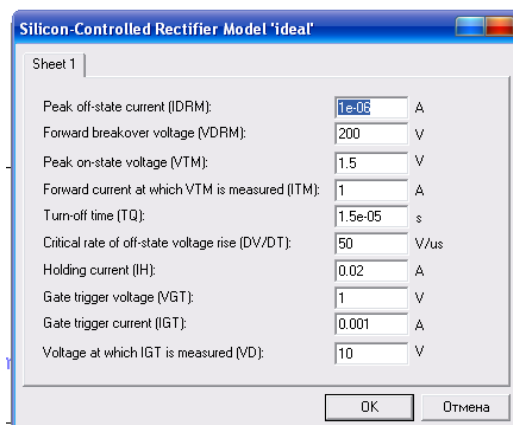 Silicon-Controlled Rectifier Model 'ideal'
Sheet 1
Peak off-state current (IDRM): 1e-06 A
Forward breakover voltage (VDRM): 200 V
Peak on-state voltage (VTM): 1.5 V
Forward current at which VTM is measured (ITM): 1 A
Turn-off time (TQ): 1.5e-05 s
Critical rate of off-state voltage rise (DV/DT): 50 V/us
Holding current (IH): 0.02 A
Gate trigger voltage (VGT): 1 V
Gate trigger current (IGT): 0.001 A
Voltage at which IGT is measured (VD): 10 V
OK Отмена